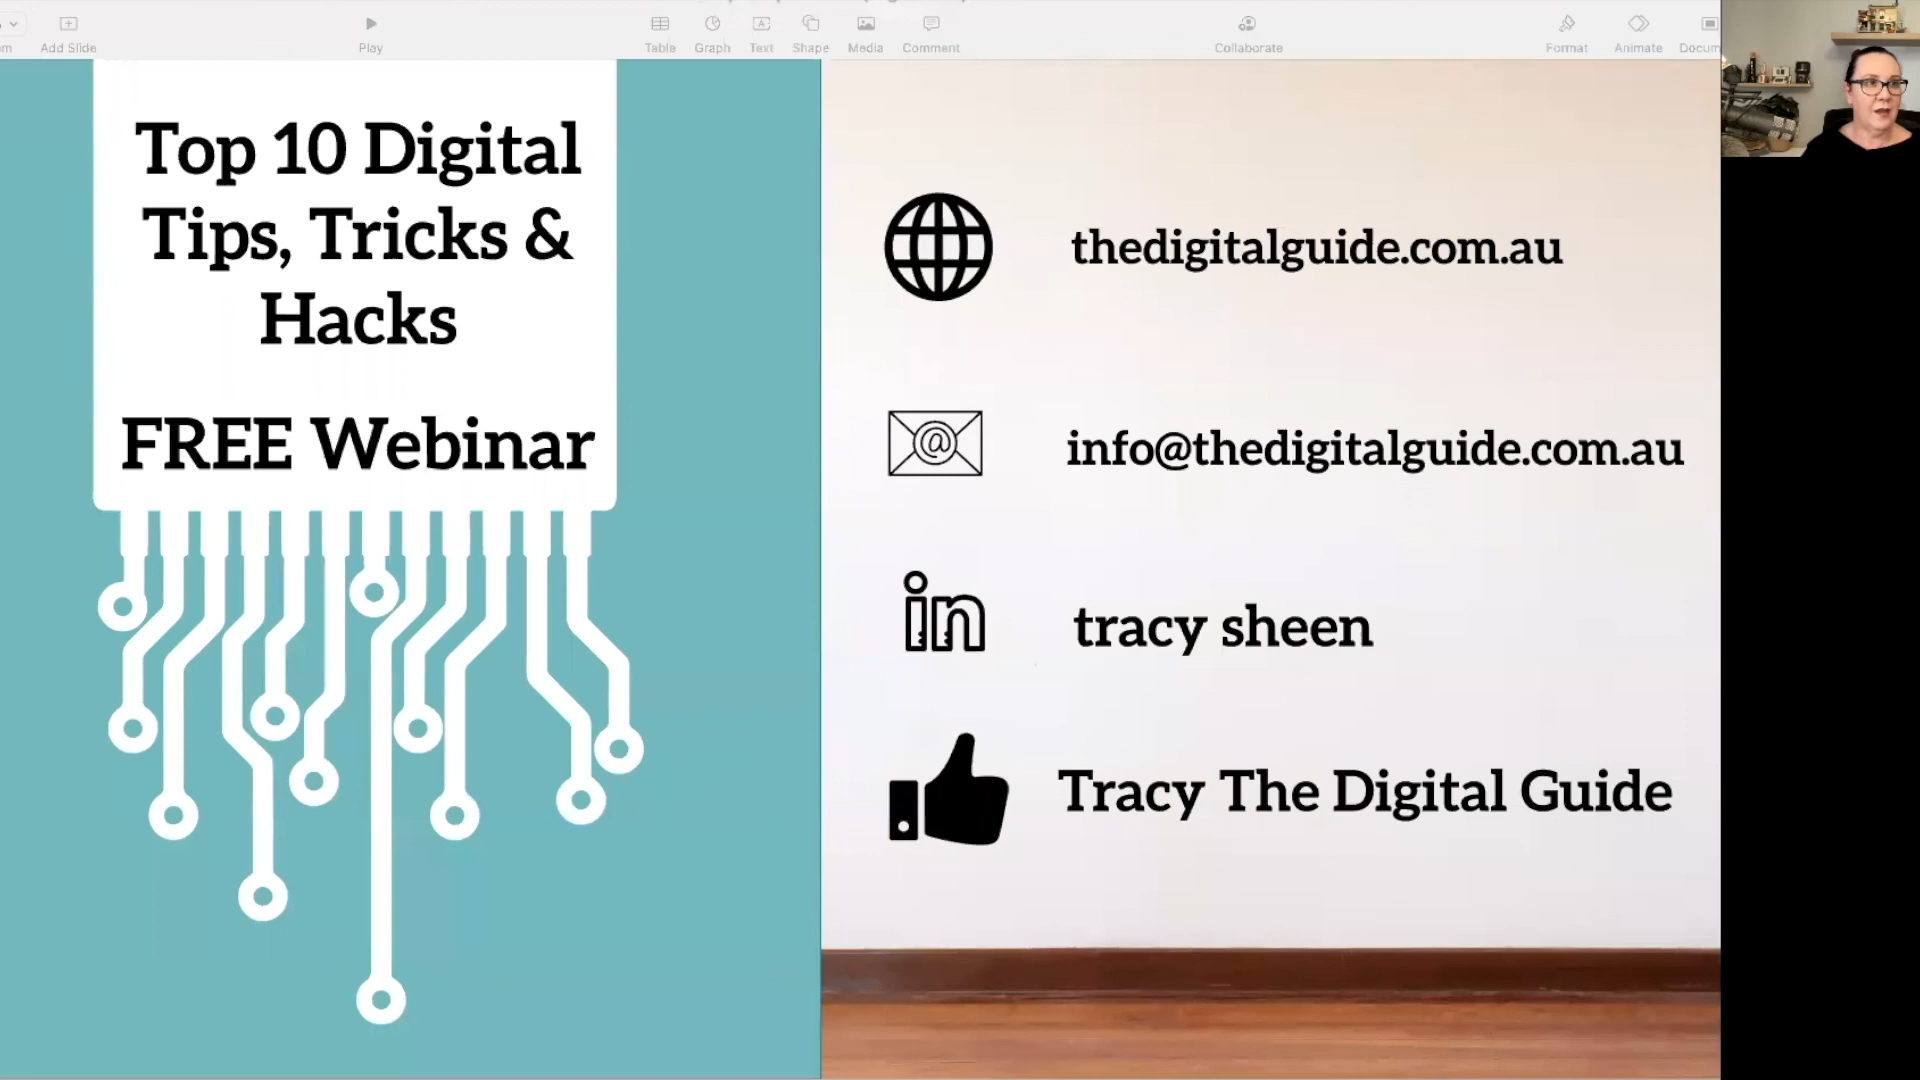 Add Slide
Play
Table
Graph
Text
Shape
Media
Comment
Collaborate
Format
Animate
Top 10 Digital
Tips, Tricks &
Hacks
FREE Webinar
thedigitalguide.com.au
@
info@thedigitalguide.com.au
in
tracy sheen
Tracy The Digital Guide